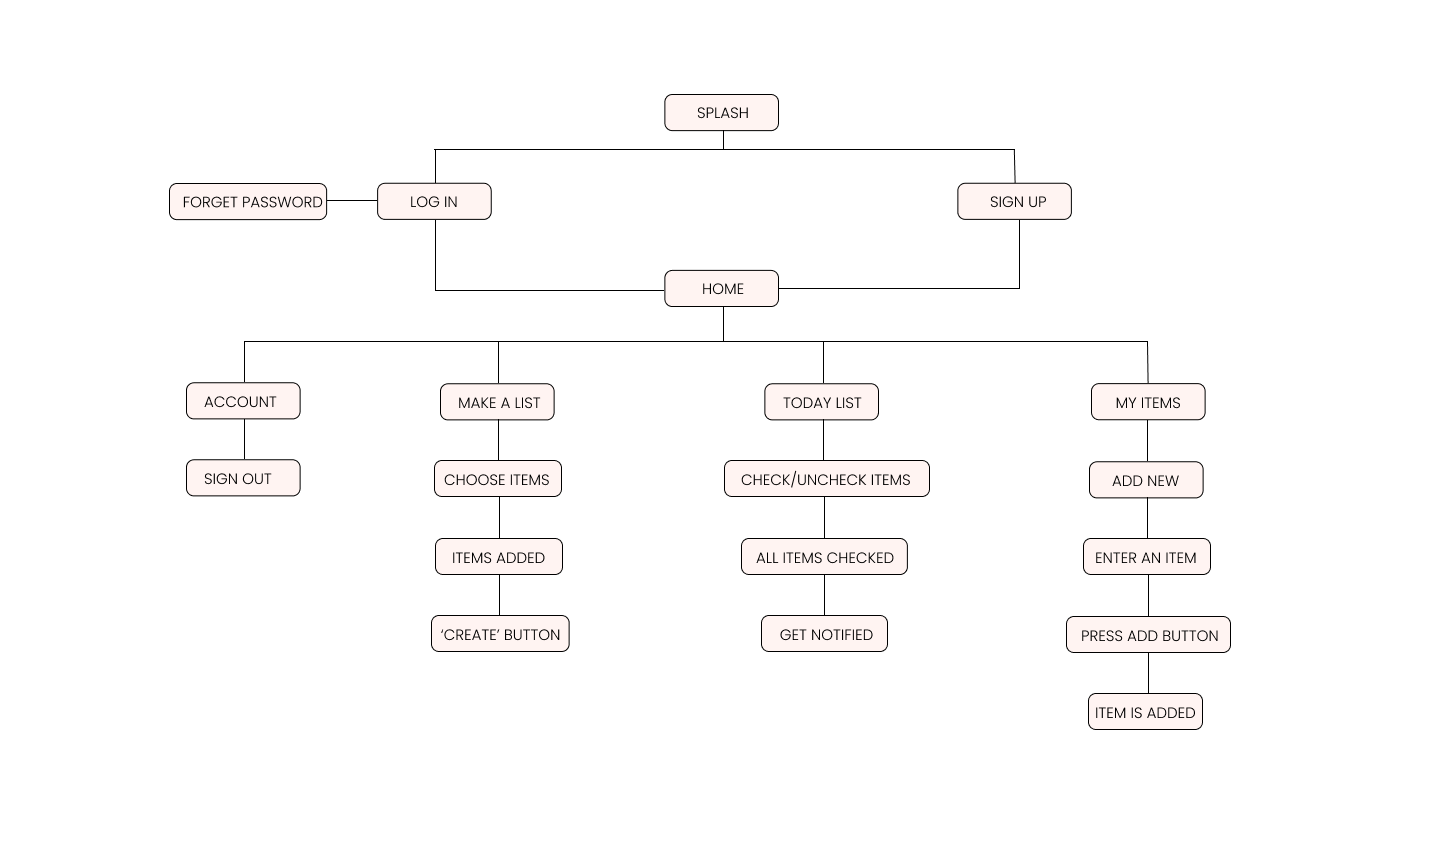 SPLASH
FORGET PASSWORD
LOG IN
SIGN UP
HOME
ACCOUNT
MAKE A LIST
TODAY LIST
MY ITEMS
SIGN OUT
CHOOSE ITEMS
CHECK/UNCHECK ITEMS
ADD NEW
ITEMS ADDED
ALL ITEMS CHECKED
ENTER AN ITEM
‘CREATE’ BUTTON
GET NOTIFIED
PRESS ADD BUTTON
ITEM IS ADDED